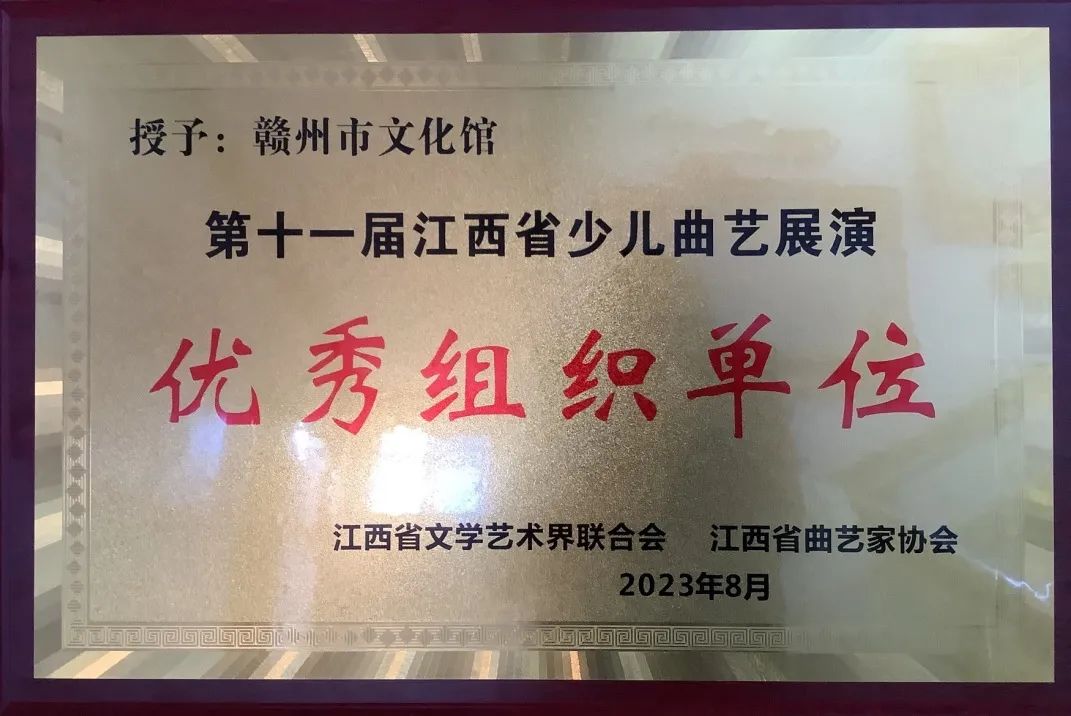 授予：赣州市文化馆
第十一届江西省少儿曲艺展演
优秀组织单位
江西省文学艺术界联合会 江西省曲艺家协会
2023年8月